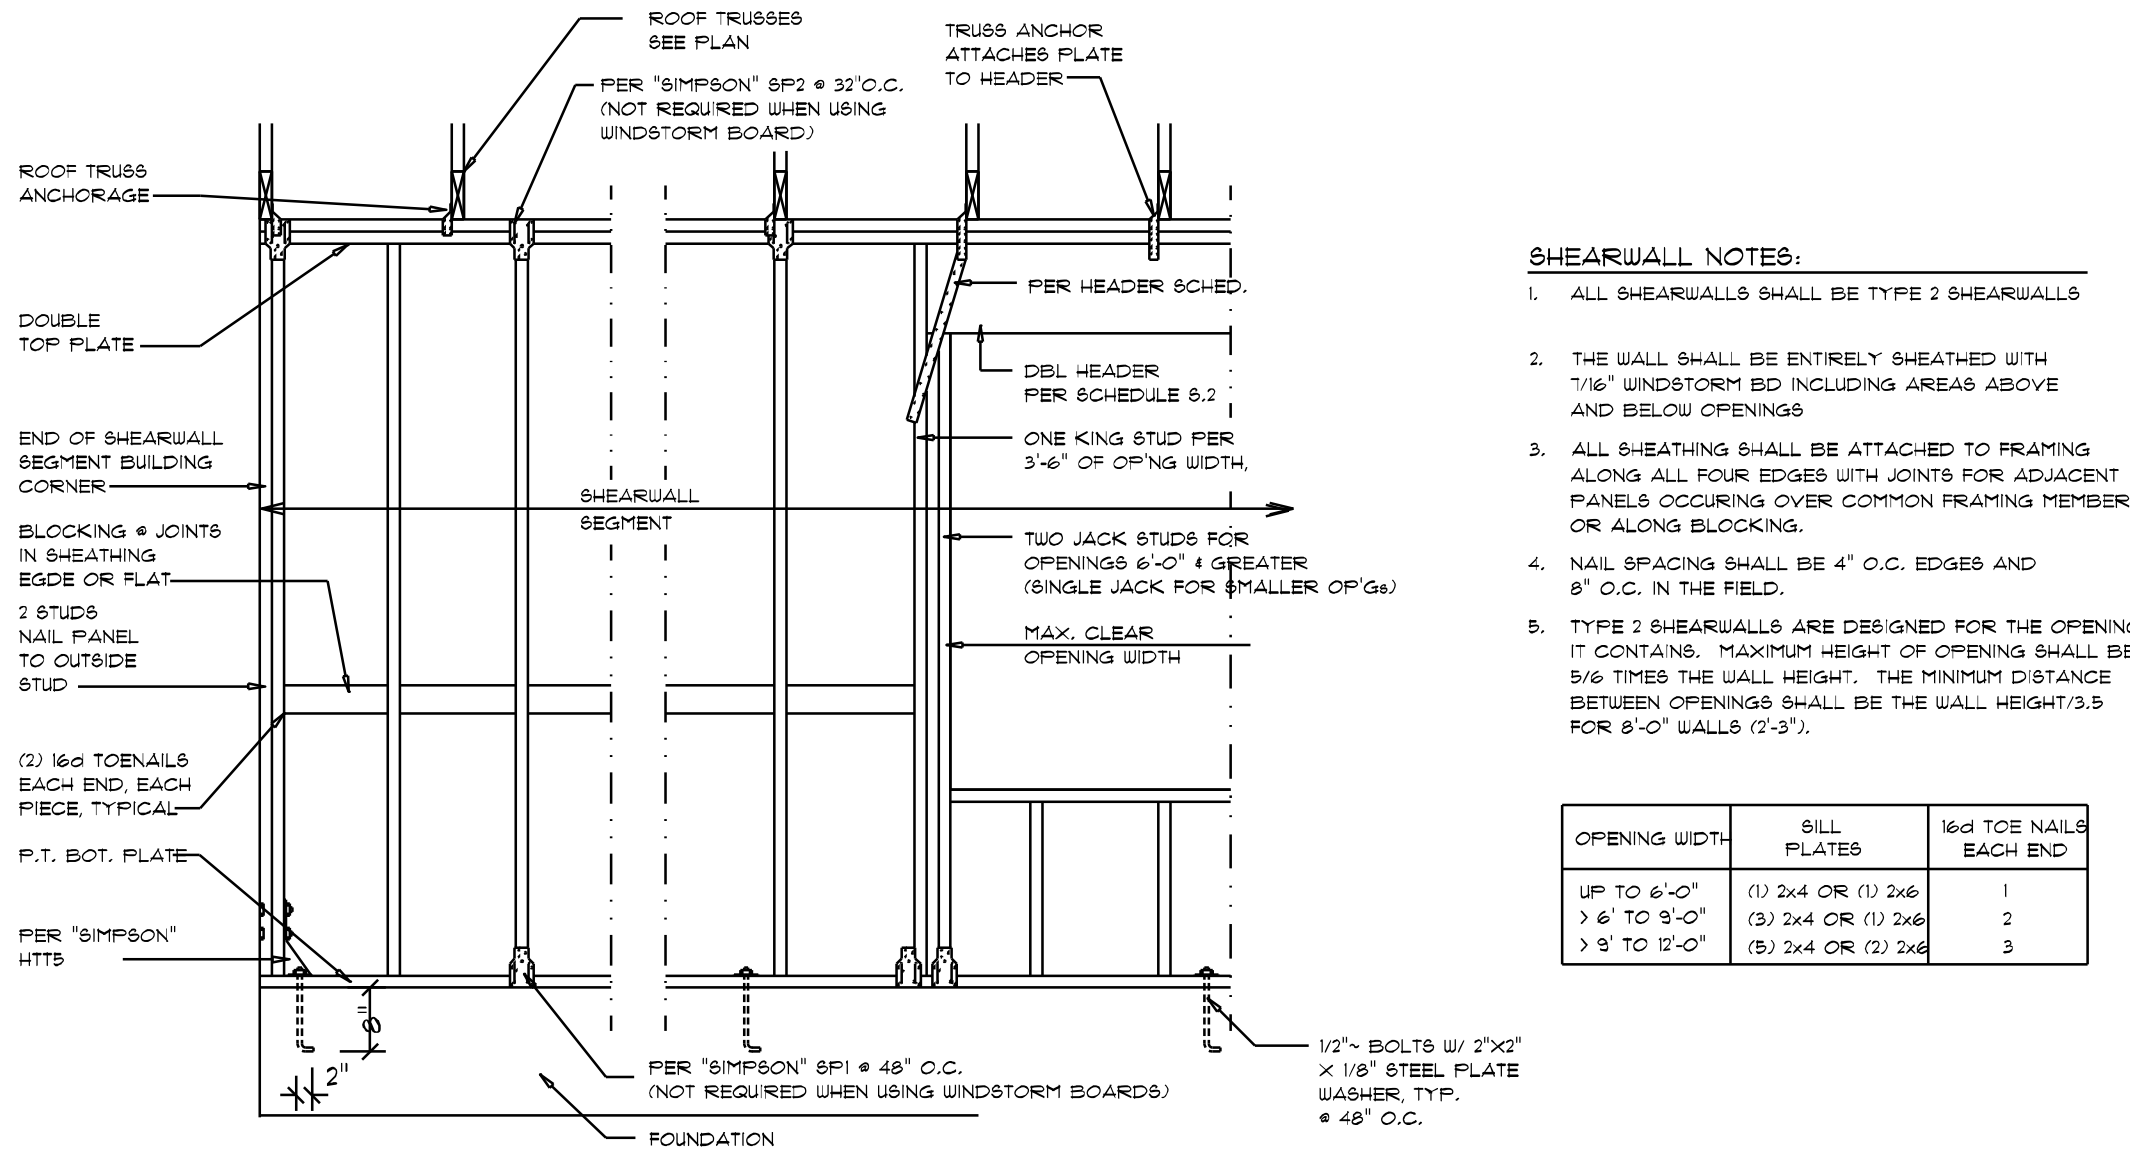 ROOF TRUSSES
SEE PLAN
TRUSS ANCHOR
ATTACHES PLATE
TO HEADER
PER "SIMPSON" SP2 @ 32"O.C.
(NOT REQUIRED WHEN USING
WINDSTORM BOARD)
ROOF TRUSS
ANCHORAGE
DOUBLE
TOP PLATE
END OF SHEARWALL
SEGMENT BUILDING
CORNER
BLOCKING @ JOINTS
IN SHEATHING
EGDE OR FLAT
2 STUDS
NAIL PANEL
TO OUTSIDE
STUD
(2) 16d TOENAILS
EACH END, EACH
PIECE, TYPICAL
P.T. BOT. PLATE
PER "SIMPSON"
HTT5
SHEARWALL
SEGMENT
PER HEADER SCHED.
DBL HEADER
PER SCHEDULE S.2
ONE KING STUD PER
3'-6" OF OP'NG WIDTH,
TWO JACK STUDS FOR
OPENINGS 6'-0" & GREATER
(SINGLE JACK FOR SMALLER OP'Gs)
MAX. CLEAR
OPENING WIDTH
8"
2"
PER "SIMPSON" SP1 @ 48" O.C.
(NOT REQUIRED WHEN USING WINDSTORM BOARDS)
FOUNDATION
1/2"~ BOLTS W/ 2"X2"
X 1/8" STEEL PLATE
WASHER, TYP.
@ 48" O.C.
SHEARWALL NOTES:
1. ALL SHEARWALLS SHALL BE TYPE 2 SHEARWALLS
2. THE WALL SHALL BE ENTIRELY SHEATHED WITH
7/16" WINDSTORM BD INCLUDING AREAS ABOVE
AND BELOW OPENINGS
3. ALL SHEATHING SHALL BE ATTACHED TO FRAMING
ALONG ALL FOUR EDGES WITH JOINTS FOR ADJACENT
PANELS OCCURING OVER COMMON FRAMING MEMBER
OR ALONG BLOCKING.
4. NAIL SPACING SHALL BE 4" O.C. EDGES AND
8" O.C. IN THE FIELD.
5. TYPE 2 SHEARWALLS ARE DESIGNED FOR THE OPENING
IT CONTAINS. MAXIMUM HEIGHT OF OPENING SHALL BE
5/6 TIMES THE WALL HEIGHT. THE MINIMUM DISTANCE
BETWEEN OPENINGS SHALL BE THE WALL HEIGHT/3.5
FOR 8'-0" WALLS (2'-3").
OPENING WIDTH
SILL
PLATES
16d TOE NAILS
EACH END
UP TO 6'-0" (1) 2x4 OR (1) 2x6 1
> 6' TO 9'-0" (3) 2x4 OR (1) 2x6 2
> 9' TO 12'-0" (5) 2x4 OR (2) 2x6 3